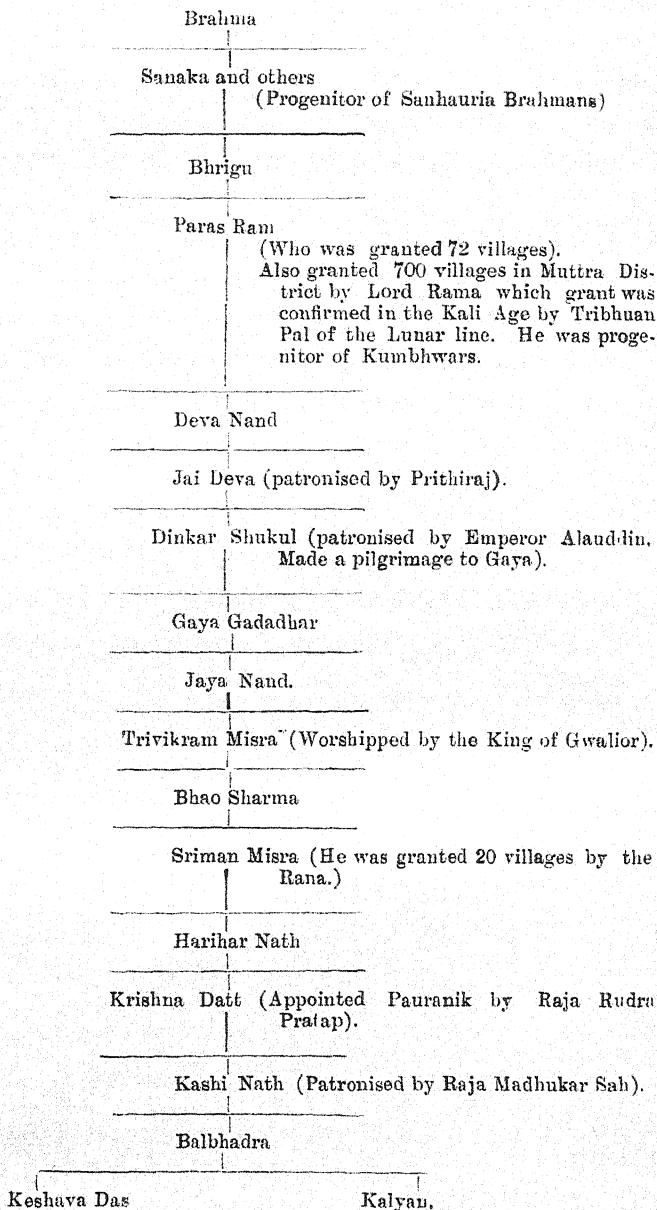 Brahma
Sanaka and others
(Progenitor of Sanhauria Brahmans)
Bhrigu
Paras Ram
(Who was granted 72 villages).
Also granted 700 villages in Muttra Dis-
trict by Lord Rama which grant was
confirmed in the Kali Age by Tribhuan
Pal of the Lunar line. He was proge-
nitor of Kumbhwars.
Deva Nand
Jai Deva (patronised by Prithiraj).
Dinkar Shukul (patronised by Emperor Alauddin.
Made a pilgrimage to Gaya).
Gaya Gadadhar
Jaya Nand.
Trivikram Misra (Worshipped by the King of Gwalior).
Bhao Sharma
Sriman Misra (He was granted 20 villages by the
Rana.)
Harihar Nath
Krishna Datt (Appointed Pauranik by Raja Rudra
Pratap).
Kashi Nath (Patronised by Raja Madhukar Sah).
Balbhadra
Keshava Das Kalyan.